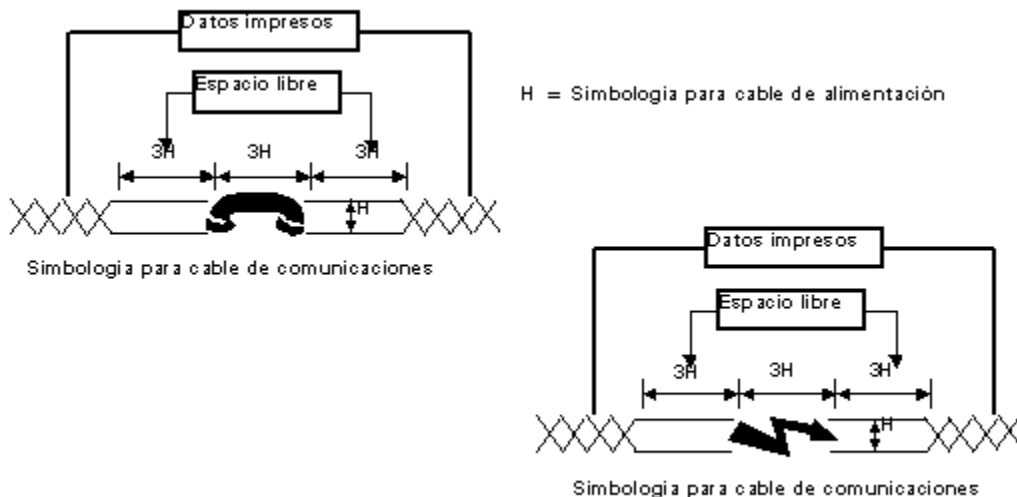 Datos impresos
Espacio libre
H = Simbologia para cable de alimentación
3H 3H 3H
H
Simbologia para cable de comunicaciones
Datos impresos
Espacio libre
3H 3H 3H
H
Simbologia para cable de comunicaciones